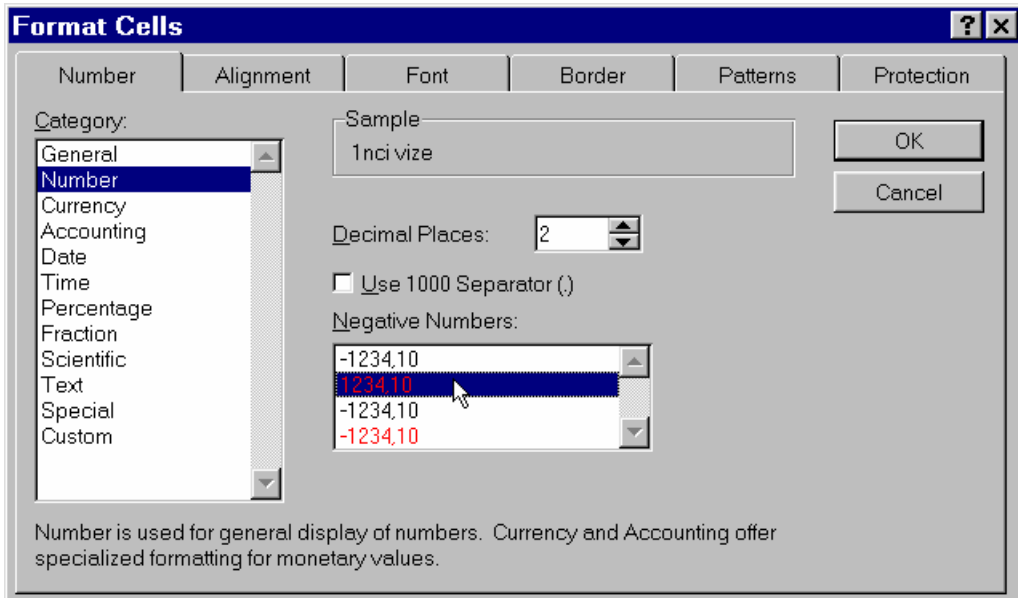 Format Cells
Number Alignment Font Border Patterns Protection
Category:
General
Number
Currency
Accounting
Date
Time
Percentage
Fraction
Scientific
Text
Special
Custom
Sample
1nci vize
Decimal Places: 2
Use 1000 Separator (.)
Negative Numbers:
-1234,10
1234,10
-1234,10
-1234,10
OK
Cancel
Number is used for general display of numbers. Currency and Accounting offer
specialized formatting for monetary values.